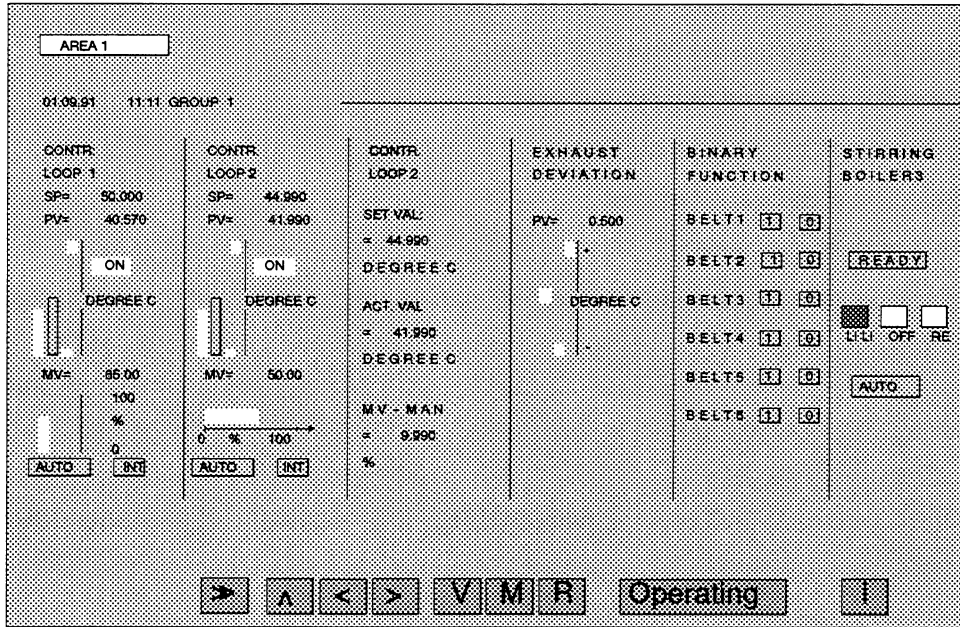 AREA 1
01.09.91 11:11 GROUP 1
CONTR.
LOOP 1
SP= 50.000
PV= 40.570
ON
DEGREE C
MV= 85.00
100
%
0
AUTO INT
CONTR.
LOOP 2
SP= 44.990
PV= 41.990
ON
DEGREE C
MV= 50.00
0 % 100
AUTO INT
CONTR.
LOOP 2
SET VAL.
= 44.990
DEGREE C
ACT. VAL
= 41.990
DEGREE C
MV - MAN
= 9.990
%
EXHAUST
DEVIATION
PV= 0.500
+
DEGREE C
-
BINARY
FUNCTION
BELT1 1 0
BELT2 1 0
BELT3 1 0
BELT4 1 0
BELT5 1 0
BELT6 1 0
STIRRING
BOILER3
READY
LI LI OFF RE
AUTO
≫ ^ < > V M R Operating I